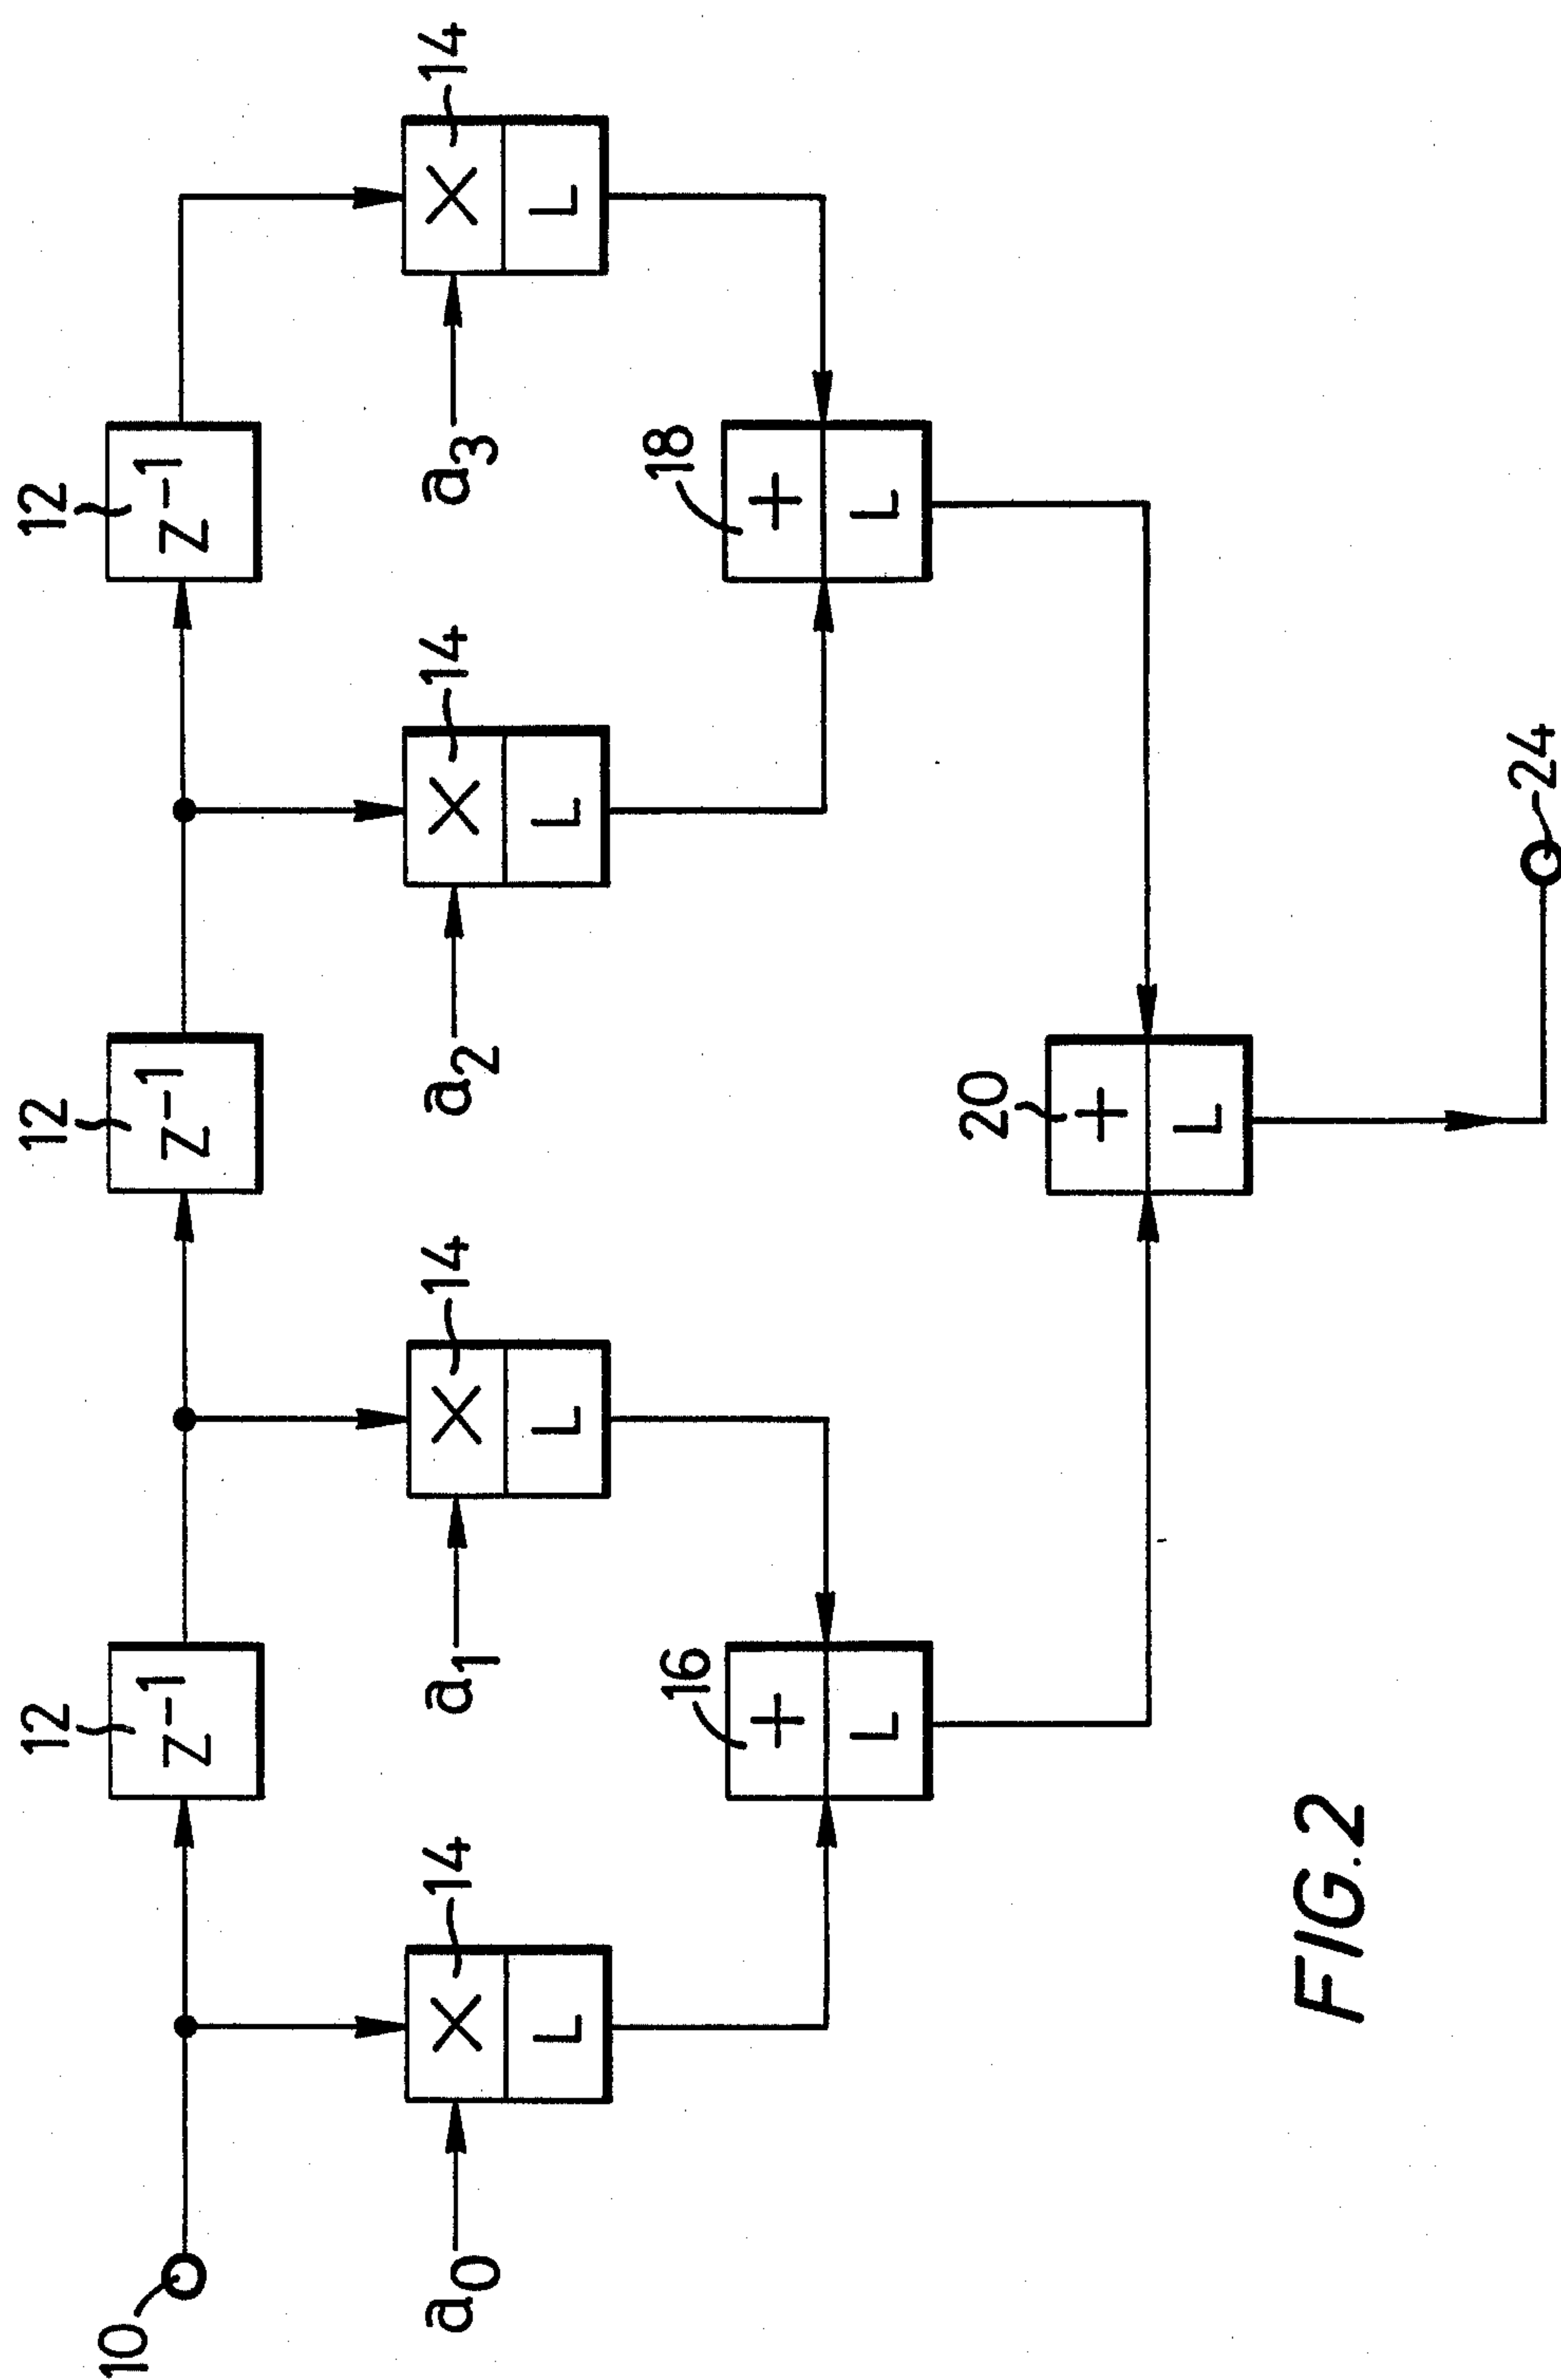 12 12 12
z⁻¹ z⁻¹ z⁻¹
10
14 14 14 14
a₀ X a₁ X a₂ X a₃ X
L L L L
16 18
+ +
L L
20
+
L
24
FIG.2